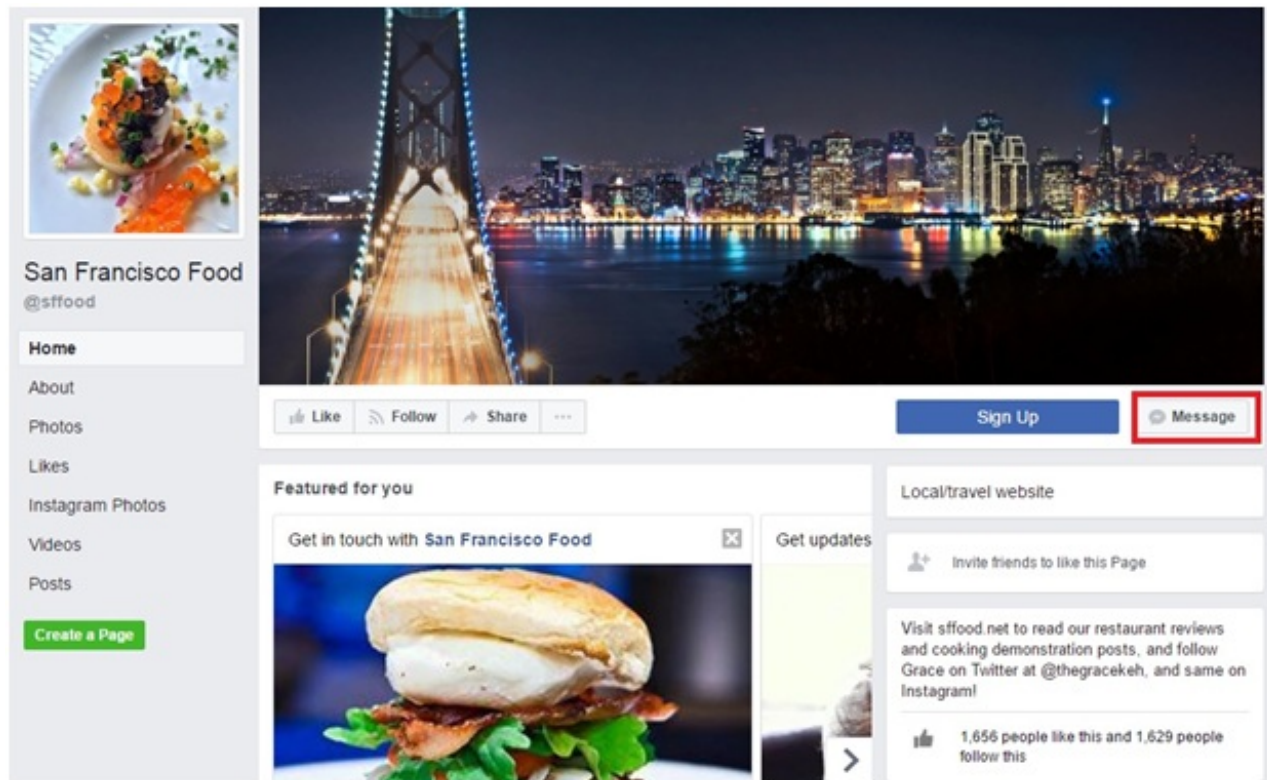 San Francisco Food
@sffood
Home
About
Photos
Likes
Instagram Photos
Videos
Posts
Create a Page
Like
Follow
Share
...
Sign Up
Message
Featured for you
Get in touch with San Francisco Food
Get updates
Local/travel website
Invite friends to like this Page
Visit sffood.net to read our restaurant reviews
and cooking demonstration posts, and follow
Grace on Twitter at @thegracekeh, and same on
Instagram!
1,656 people like this and 1,629 people
follow this